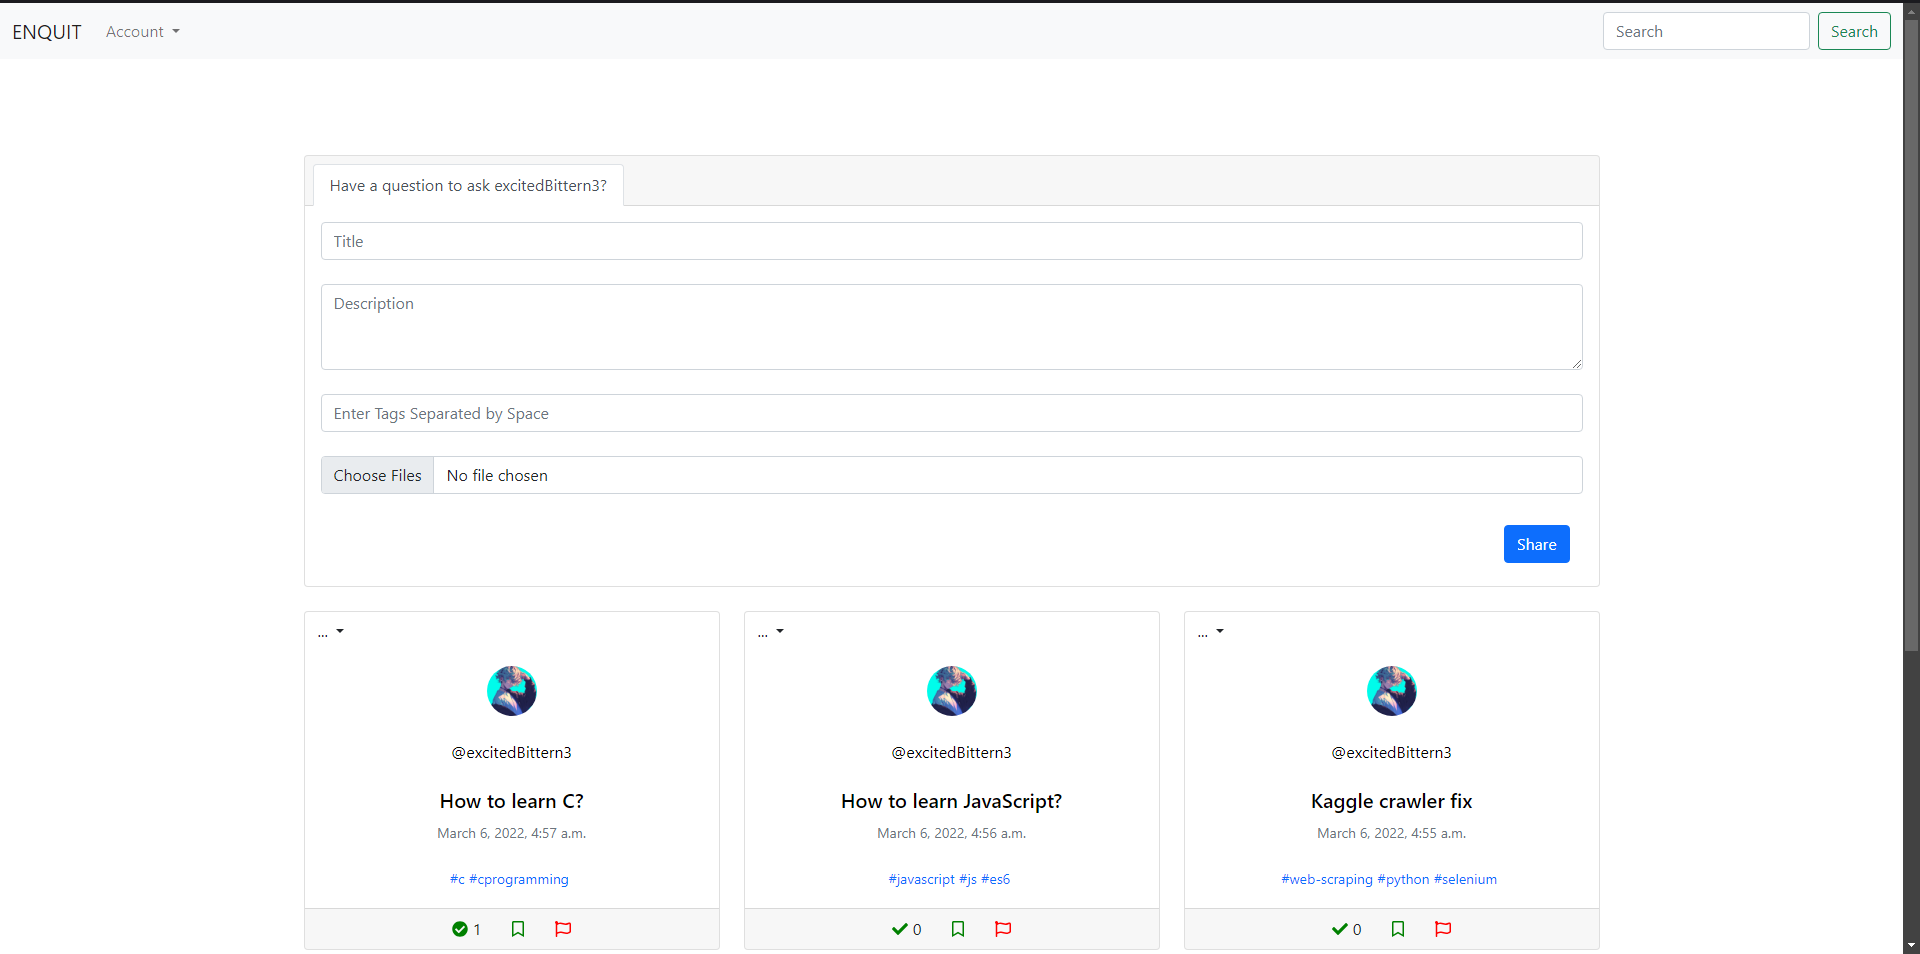 ENQUIT Account Search Search
Have a question to ask excitedBittern3?
Title
Description
Enter Tags Separated by Space
Choose Files No file chosen
Share
... ... ...
@excitedBittern3 @excitedBittern3 @excitedBittern3
How to learn C? How to learn JavaScript? Kaggle crawler fix
March 6, 2022, 4:57 a.m. March 6, 2022, 4:56 a.m. March 6, 2022, 4:55 a.m.
#c #cprogramming #javascript #js #es6 #web-scraping #python #selenium
1 0 0